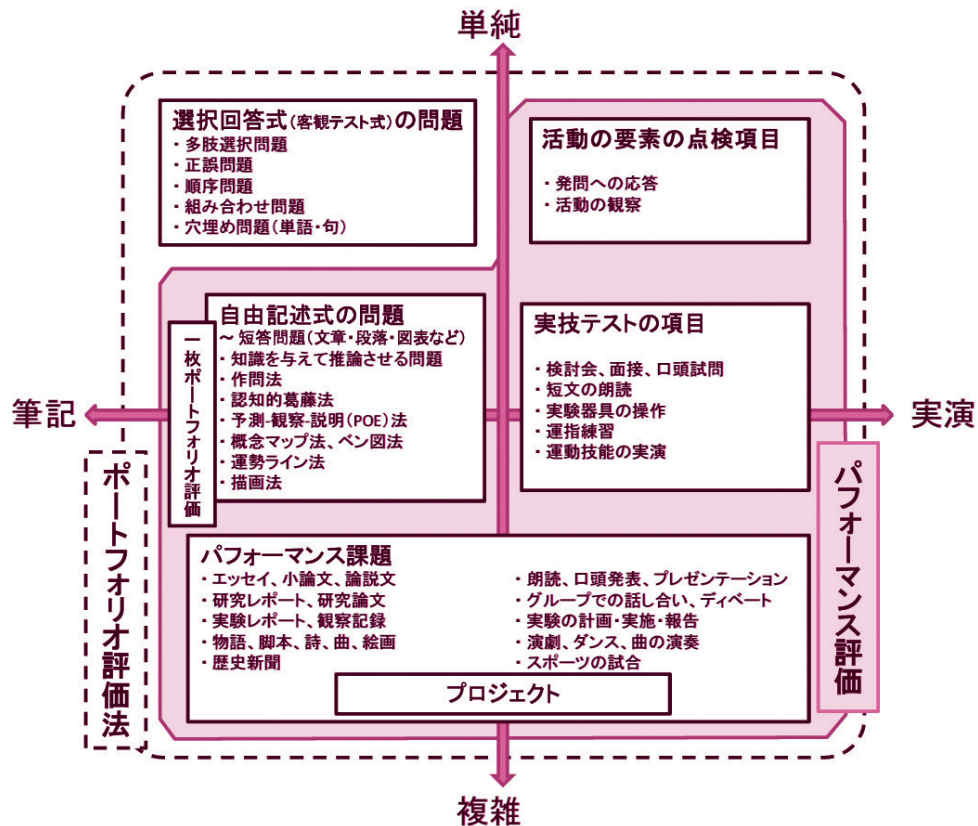 単純
選択回答式(客観テスト式)の問題
・多肢選択問題
・正誤問題
・順序問題
・組み合わせ問題
・穴埋め問題(単語・句)
活動の要素の点検項目
・発問への応答
・活動の観察
自由記述式の問題
～ 短答問題(文章・段落・図表など)
・知識を与えて推論させる問題
・作問法
・認知的葛藤法
・予測-観察-説明(POE)法
・概念マップ法、ベン図法
・運勢ライン法
・描画法
一枚ポートフォリオ評価
実技テストの項目
・検討会、面接、口頭試問
・短文の朗読
・実験器具の操作
・運指練習
・運動技能の実演
筆記
実演
ポートフォリオ評価法
パフォーマンス評価
パフォーマンス課題
・エッセイ、小論文、論説文
・研究レポート、研究論文
・実験レポート、観察記録
・物語、脚本、詩、曲、絵画
・歴史新聞
・朗読、口頭発表、プレゼンテーション
・グループでの話し合い、ディベート
・実験の計画・実施・報告
・演劇、ダンス、曲の演奏
・スポーツの試合
プロジェクト
複雑